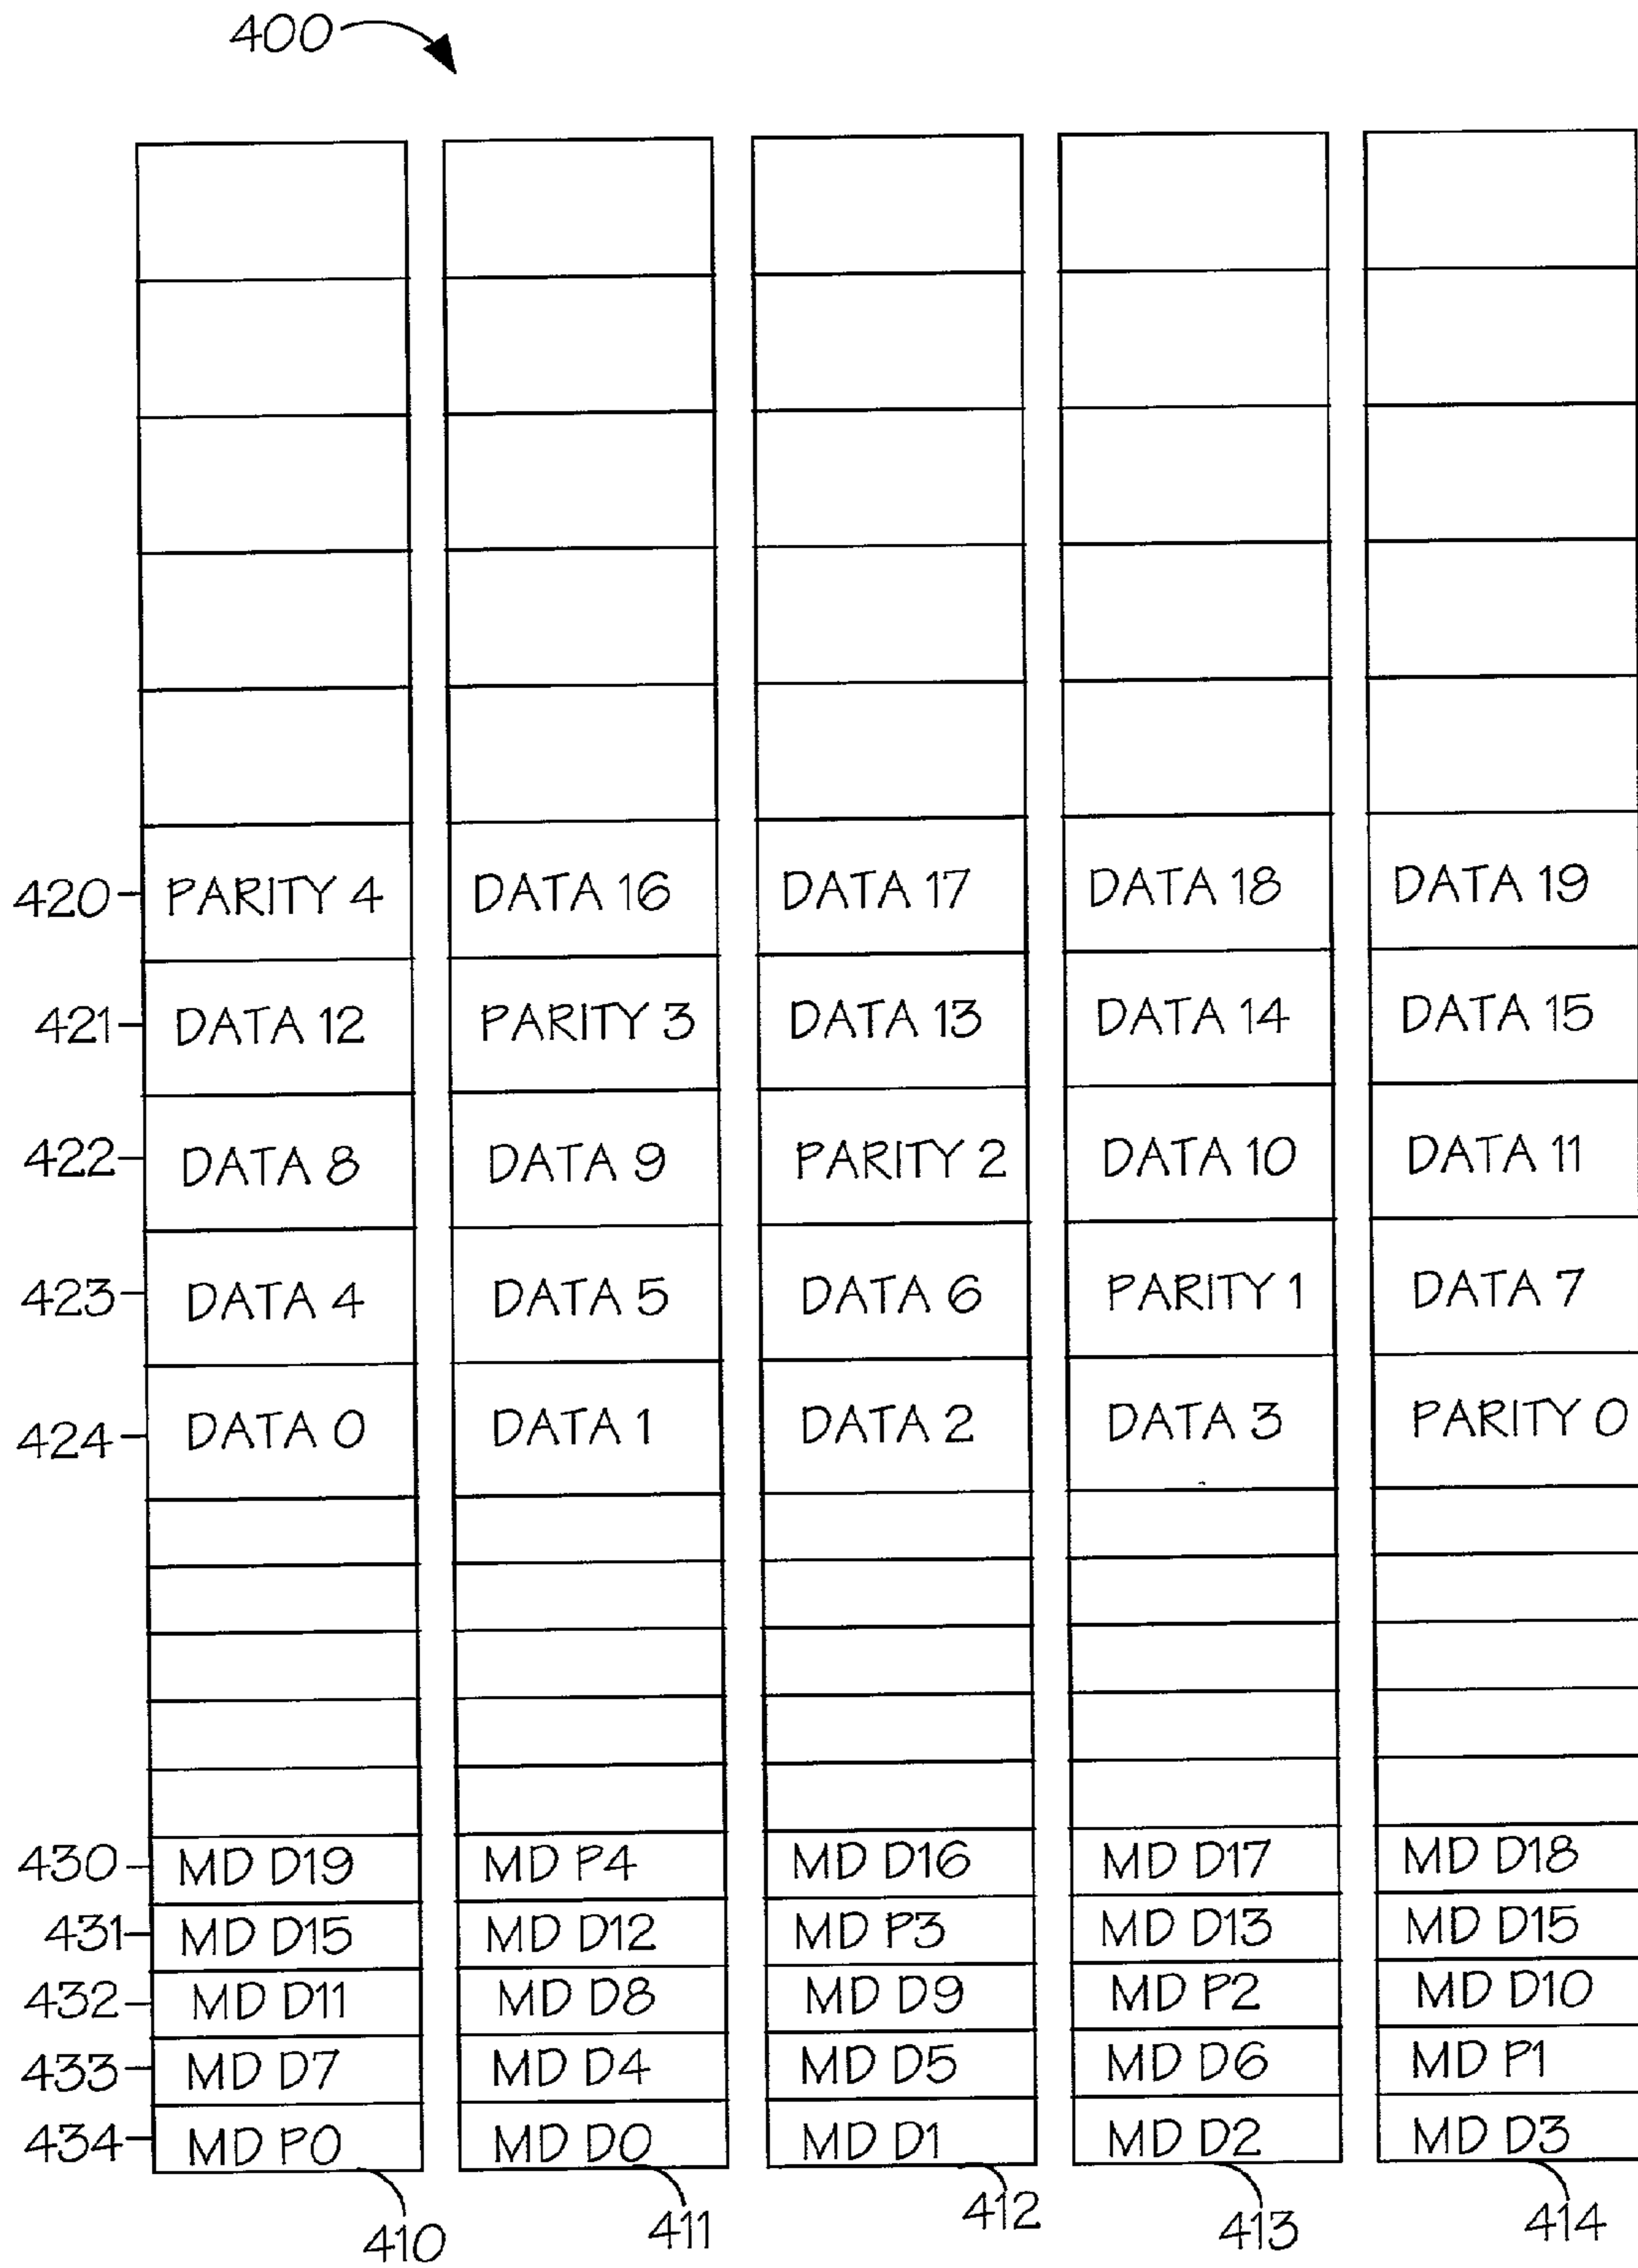 400
420 PARITY 4 DATA 16 DATA 17 DATA 18 DATA 19
421 DATA 12 PARITY 3 DATA 13 DATA 14 DATA 15
422 DATA 8 DATA 9 PARITY 2 DATA 10 DATA 11
423 DATA 4 DATA 5 DATA 6 PARITY 1 DATA 7
424 DATA 0 DATA 1 DATA 2 DATA 3 PARITY 0
430 MD D19 MD P4 MD D16 MD D17 MD D18
431 MD D15 MD D12 MD P3 MD D13 MD D15
432 MD D11 MD D8 MD D9 MD P2 MD D10
433 MD D7 MD D4 MD D5 MD D6 MD P1
434 MD P0 MD D0 MD D1 MD D2 MD D3
410 411 412 413 414